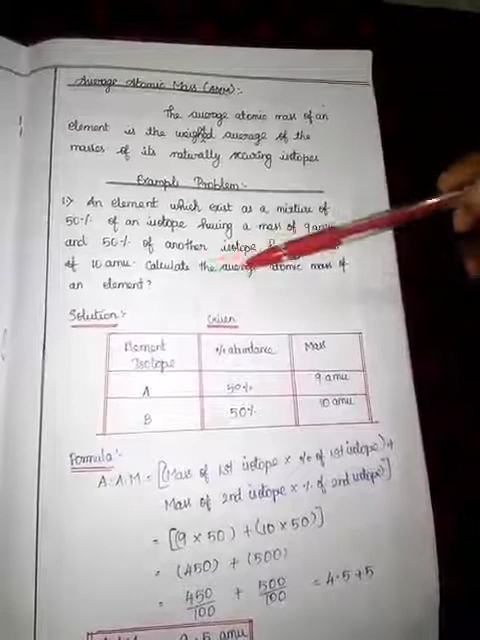 Average Atomic Mass (AAM):-
The average atomic mass of an
element is the weighted average of the
masses of its naturally occuring isotopes
Example Problem:-
1:> An element which exist as a mixture of
50% of an isotope having a mass of 9 amu
and 50% of another isotope
of 10 amu. Calculate the average atomic mass of
an element?
Solution:-
Given
Element Isotope % abundance Mass
A 50% 9 amu
B 50% 10 amu
Formula:-
A.A.M = [(Mass of 1st isotope × % of 1st isotope) +
Mass of 2nd isotope × % of 2nd isotope)]
= [(9 × 50) + (10 × 50)]
= (450) + (500)
= 450/100 + 500/100 = 4.5 + 5
9.5 amu